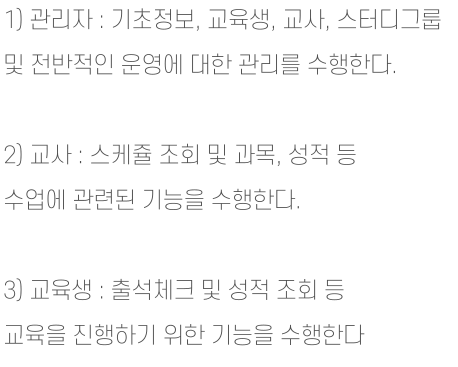 1) 관리자 : 기초정보, 교육생, 교사, 스터디그룹
및 전반적인 운영에 대한 관리를 수행한다.
2) 교사 : 스케쥴 조회 및 과목, 성적 등
수업에 관련된 기능을 수행한다.
3) 교육생 : 출석체크 및 성적 조회 등
교육을 진행하기 위한 기능을 수행한다